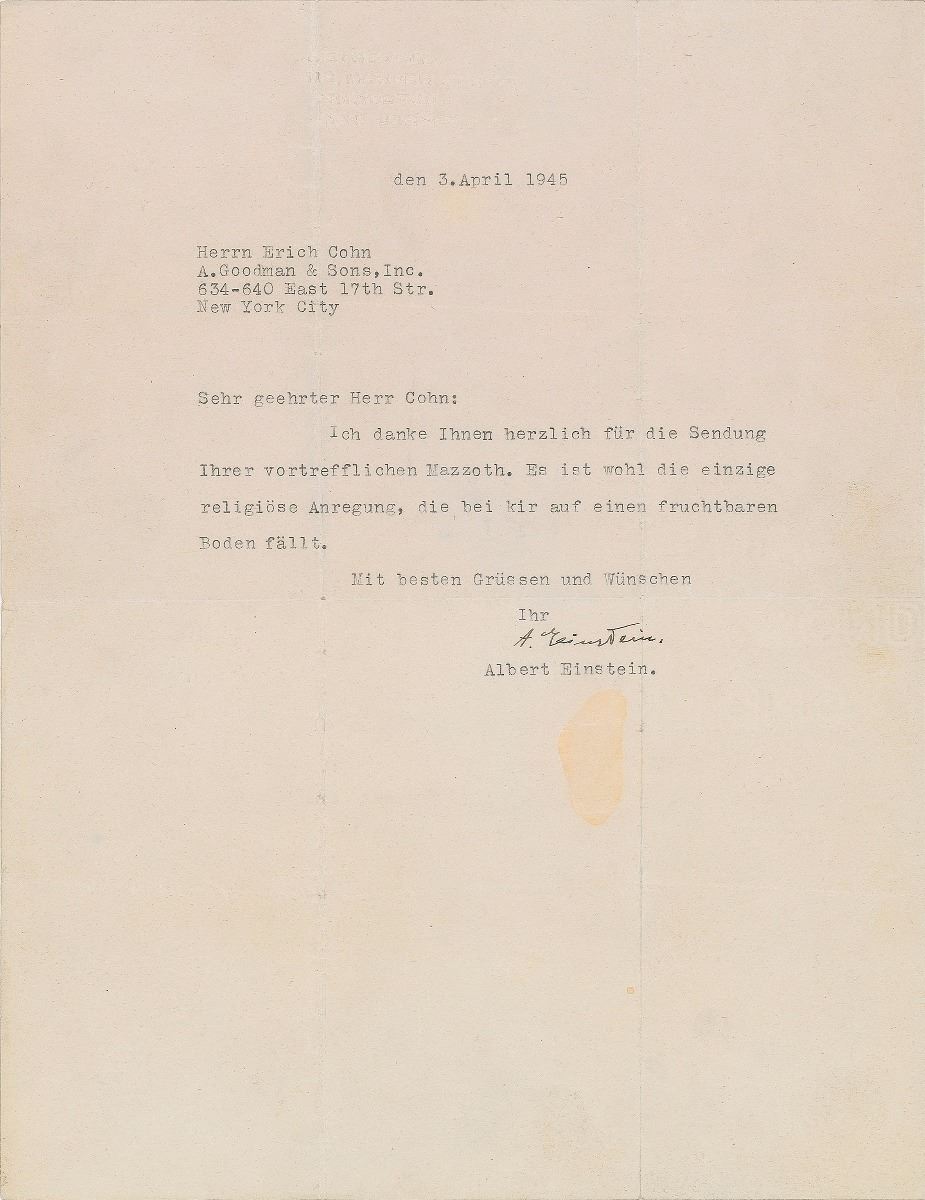 den 3.April 1945
Herrn Erich Cohn
A.Goodman & Sons,Inc.
634-640 East 17th Str.
New York City
Sehr geehrter Herr Cohn:
Ich danke Ihnen herzlich für die Sendung
Ihrer vortrefflichen Mazzoth. Es ist wohl die einzige
religiöse Anregung, die bei kir auf einen fruchtbaren
Boden fällt.
Mit besten Grüssen und Wünschen
Ihr
A. Einstein.
Albert Einstein.